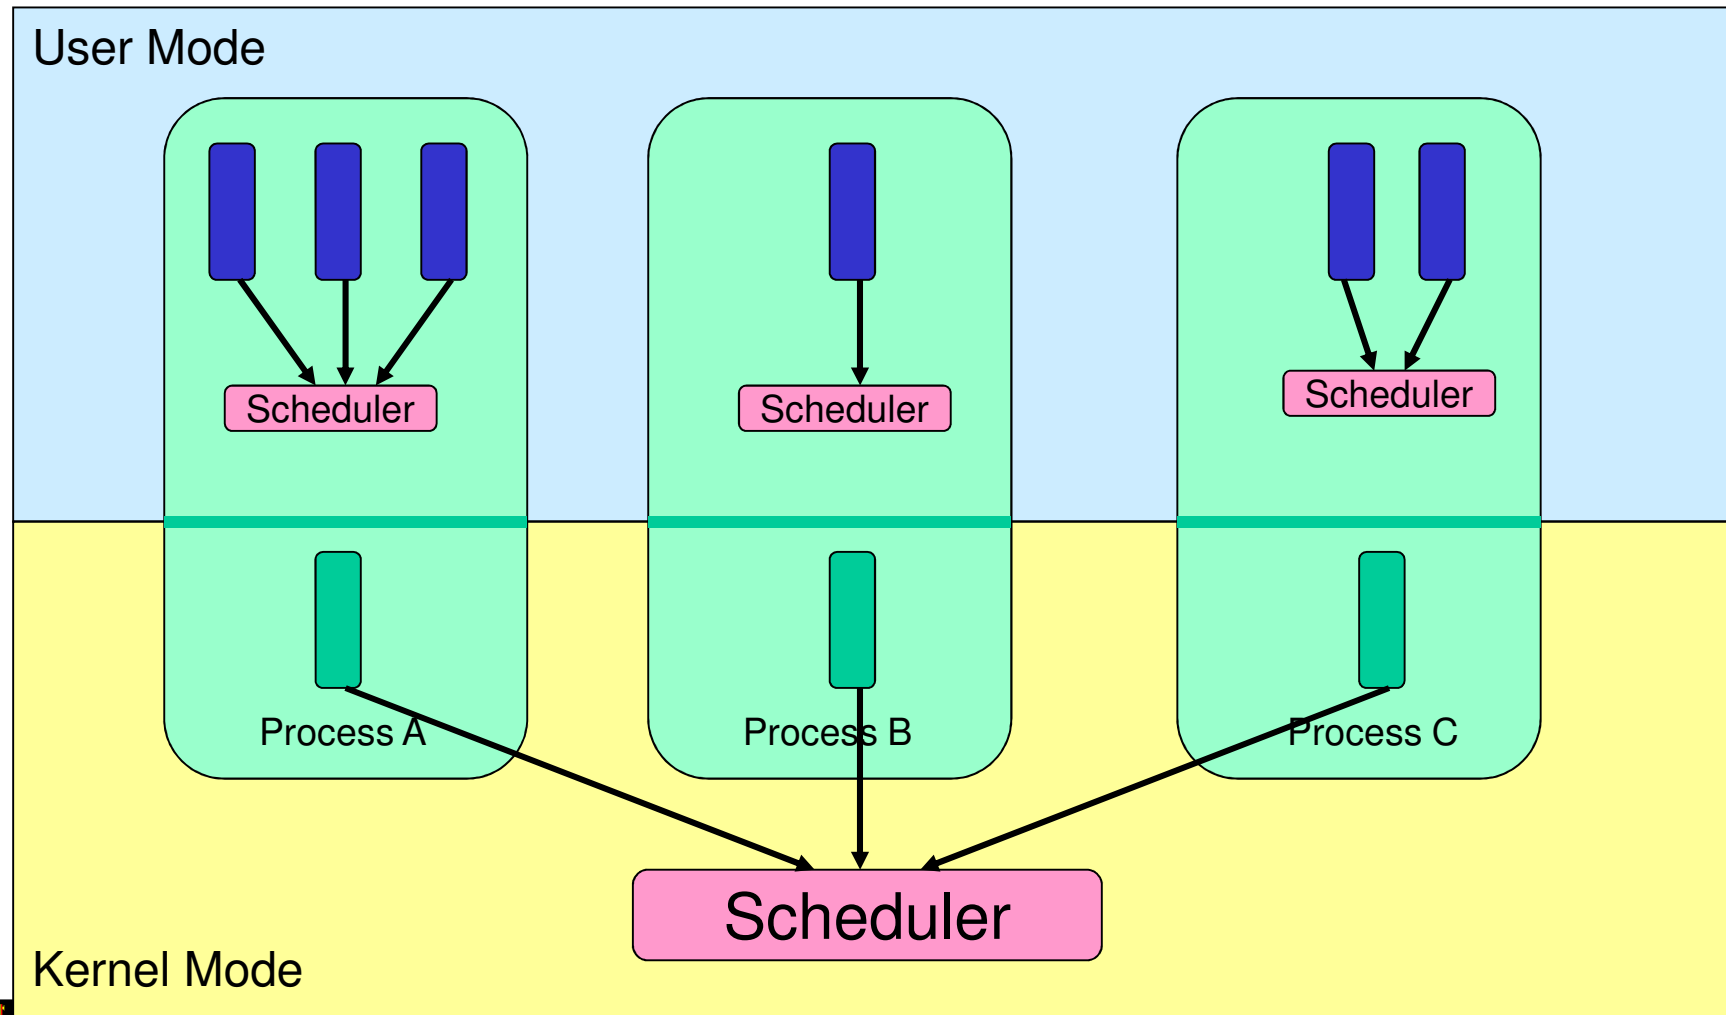 User Mode
Scheduler
Scheduler
Scheduler
Process A
Process B
Process C
Scheduler
Kernel Mode